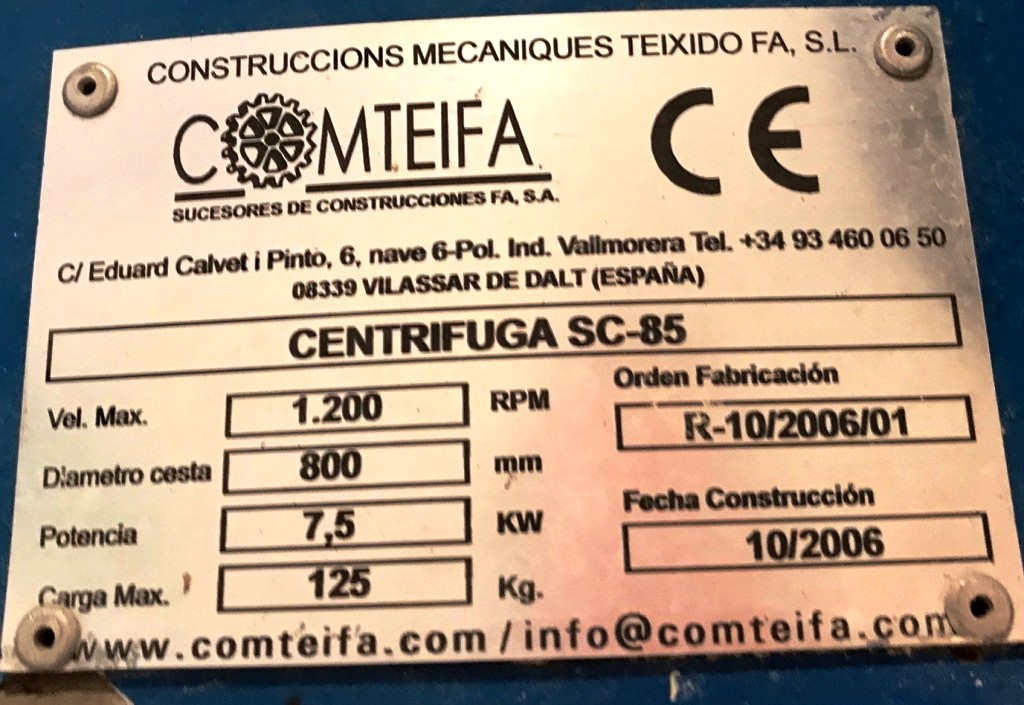 CONSTRUCCIONS MECANIQUES TEIXIDO FA, S.L.
COMTEIFA
CE
SUCESORES DE CONSTRUCCIONES FA, S.A.
C/ Eduard Calvet i Pinto, 6, nave 6-Pol. Ind. Vallmorera Tel. +34 93 460 06 50
08339 VILASSAR DE DALT (ESPAÑA)
CENTRIFUGA SC-85
Vel. Max. 1.200 RPM
Diametro cesta 800 mm
Potencia 7,5 KW
Carga Max. 125 Kg.
Orden Fabricación
R-10/2006/01
Fecha Construcción
10/2006
www.comteifa.com / info@comteifa.com